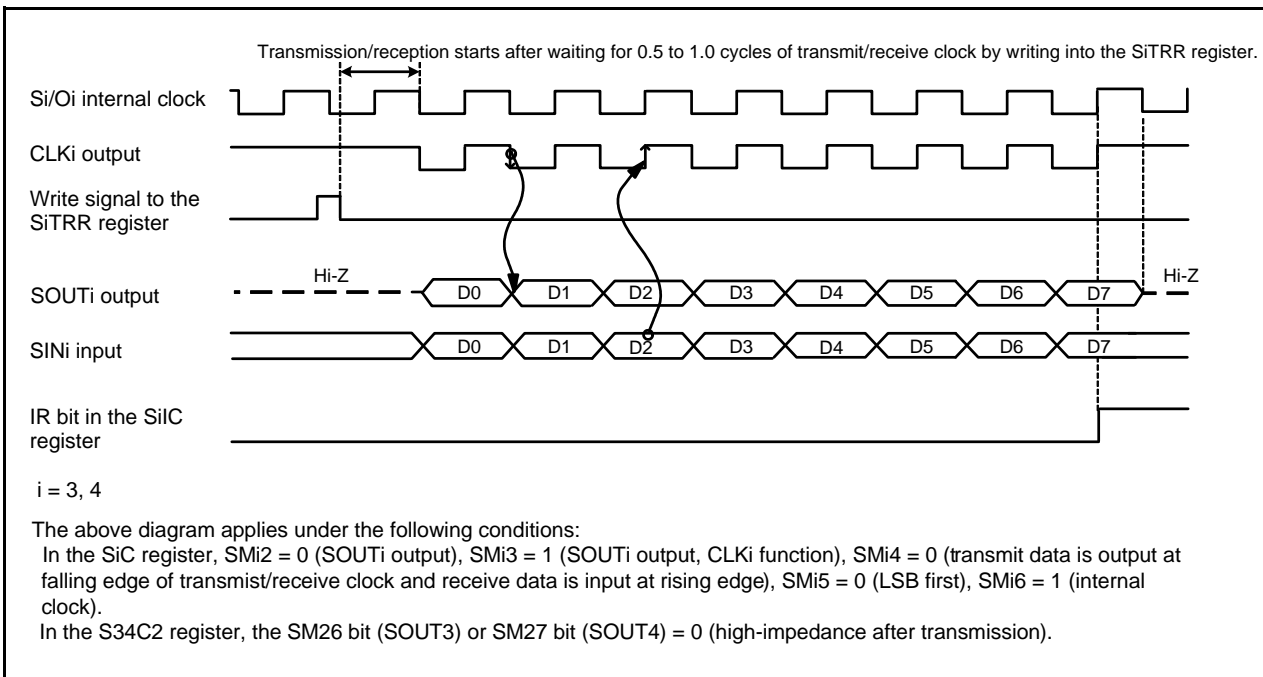 Transmission/reception starts after waiting for 0.5 to 1.0 cycles of transmit/receive clock by writing into the SiTRR register.
Si/Oi internal clock
CLKi output
Write signal to the
SiTRR register
Hi-Z
Hi-Z
SOUTi output
D0 D1 D2 D3 D4 D5 D6 D7
SINi input
D0 D1 D2 D3 D4 D5 D6 D7
IR bit in the SiIC
register
i = 3, 4
The above diagram applies under the following conditions:
In the SiC register, SMi2 = 0 (SOUTi output), SMi3 = 1 (SOUTi output, CLKi function), SMi4 = 0 (transmit data is output at
falling edge of transmist/receive clock and receive data is input at rising edge), SMi5 = 0 (LSB first), SMi6 = 1 (internal
clock).
In the S34C2 register, the SM26 bit (SOUT3) or SM27 bit (SOUT4) = 0 (high-impedance after transmission).